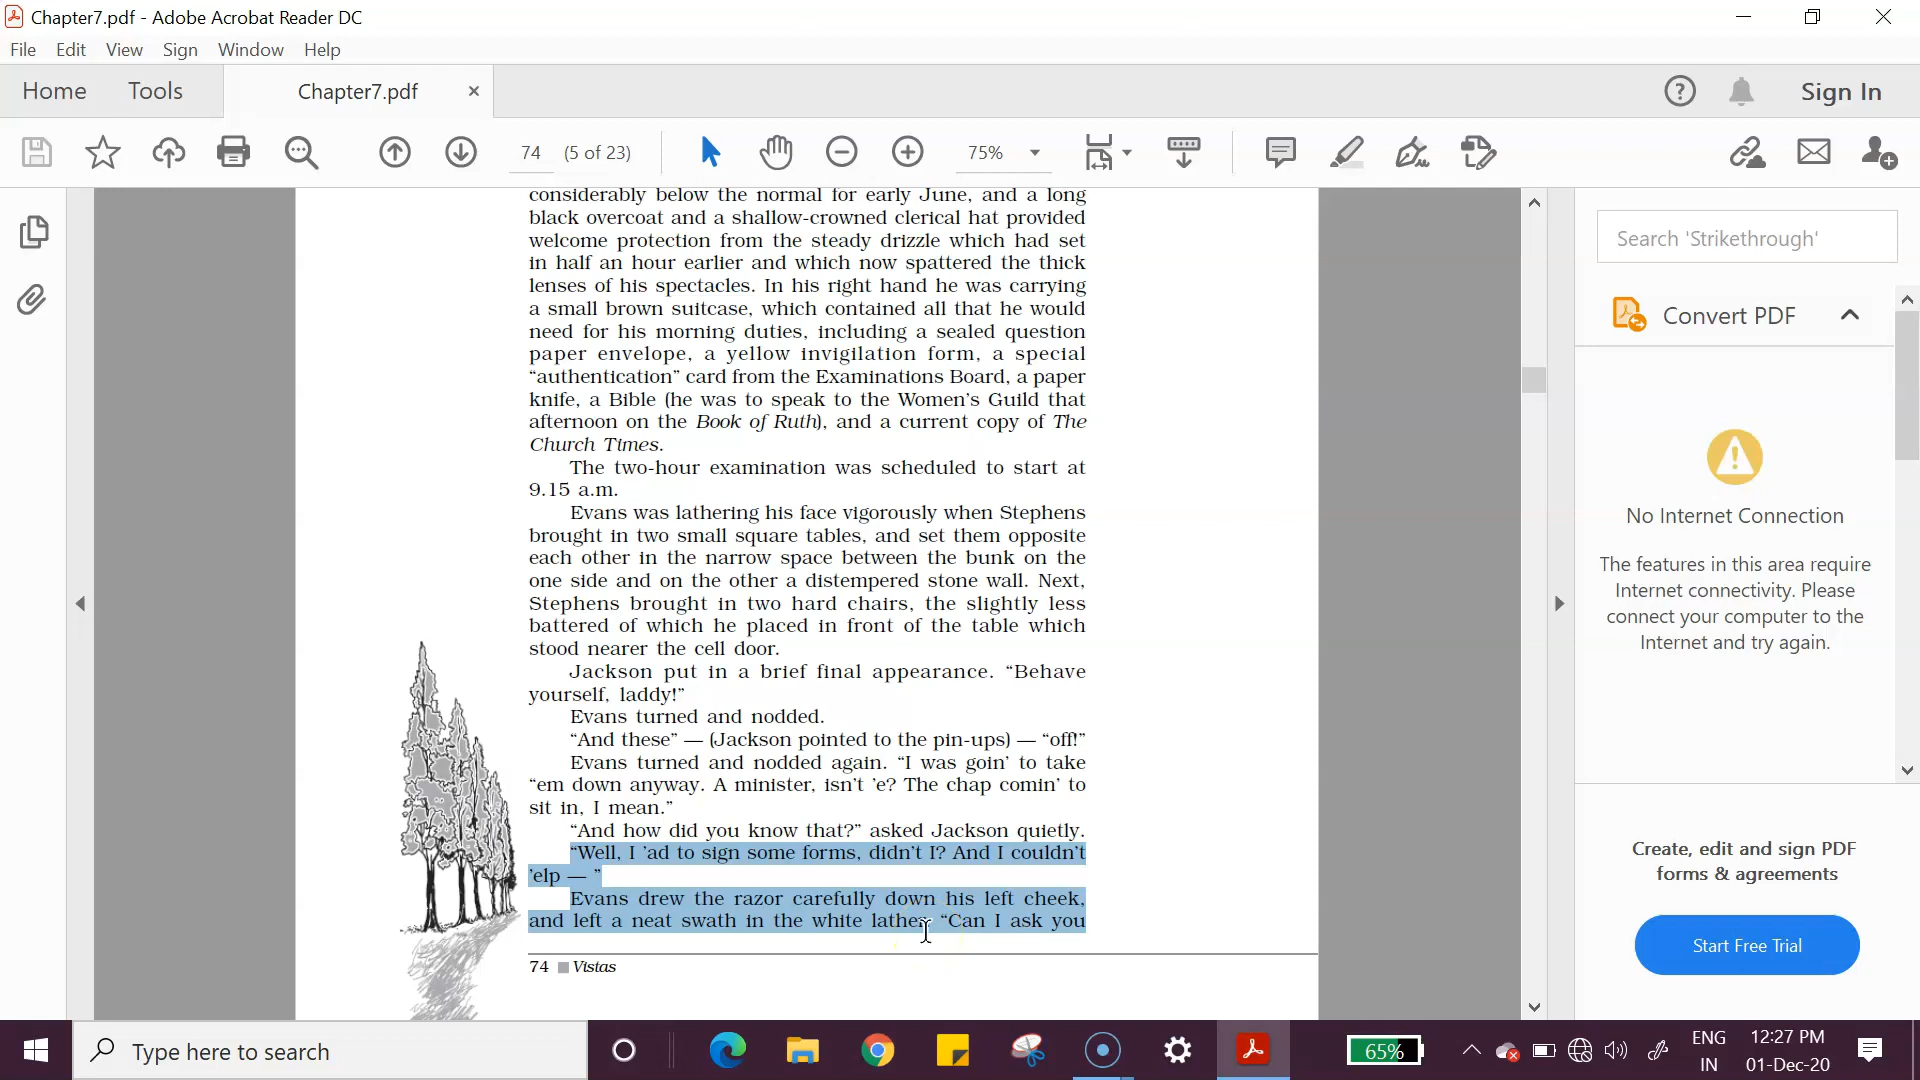 Chapter7.pdf - Adobe Acrobat Reader DC
File Edit View Sign Window Help
Home Tools Chapter7.pdf × Sign In
74 (5 of 23) 75%
considerably below the normal for early June, and a long
black overcoat and a shallow-crowned clerical hat provided
welcome protection from the steady drizzle which had set
in half an hour earlier and which now spattered the thick
lenses of his spectacles. In his right hand he was carrying
a small brown suitcase, which contained all that he would
need for his morning duties, including a sealed question
paper envelope, a yellow invigilation form, a special
“authentication” card from the Examinations Board, a paper
knife, a Bible (he was to speak to the Women’s Guild that
afternoon on the Book of Ruth), and a current copy of The
Church Times.
The two-hour examination was scheduled to start at
9.15 a.m.
Evans was lathering his face vigorously when Stephens
brought in two small square tables, and set them opposite
each other in the narrow space between the bunk on the
one side and on the other a distempered stone wall. Next,
Stephens brought in two hard chairs, the slightly less
battered of which he placed in front of the table which
stood nearer the cell door.
Jackson put in a brief final appearance. “Behave
yourself, laddy!”
Evans turned and nodded.
“And these” — (Jackson pointed to the pin-ups) — “off!”
Evans turned and nodded again. “I was goin’ to take
“em down anyway. A minister, isn’t ’e? The chap comin’ to
sit in, I mean.”
“And how did you know that?” asked Jackson quietly.
“Well, I ’ad to sign some forms, didn’t I? And I couldn’t
’elp — ”
Evans drew the razor carefully down his left cheek,
and left a neat swath in the white lather. “Can I ask you
74 Vistas
Search 'Strikethrough'
Convert PDF
No Internet Connection
The features in this area require
Internet connectivity. Please
connect your computer to the
Internet and try again.
Create, edit and sign PDF
forms & agreements
Start Free Trial
Type here to search
65%
ENG
IN
12:27 PM
01-Dec-20